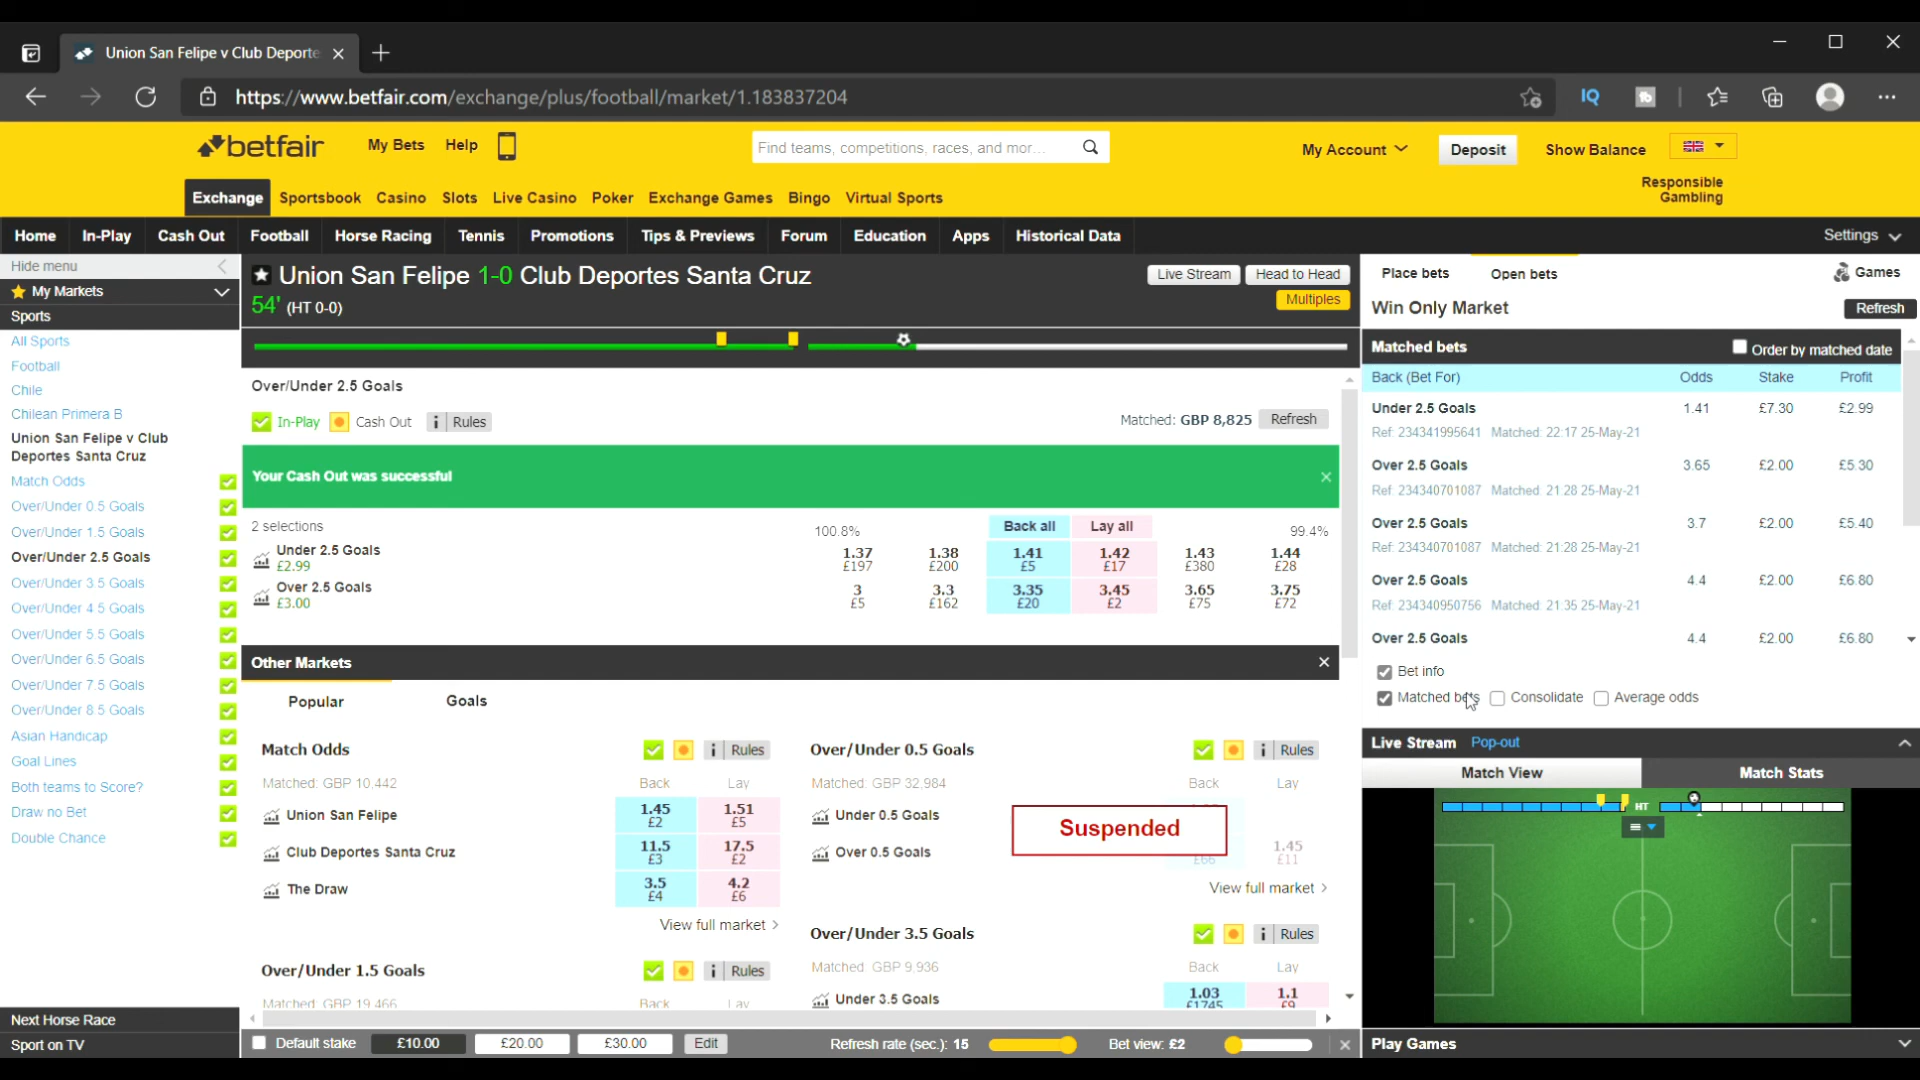 Union San Felipe v Club Deporte
https://www.betfair.com/exchange/plus/football/market/1.183837204
IQ
betfair
My Bets Help
Find teams, competitions, races, and mor...
My Account Deposit Show Balance
Responsible
Gambling
Exchange Sportsbook Casino Slots Live Casino Poker Exchange Games Bingo Virtual Sports
Home In-Play Cash Out Football Horse Racing Tennis Promotions Tips & Previews Forum Education Apps Historical Data Settings
Hide menu
My Markets
Sports
All Sports
Football
Chile
Chilean Primera B
Union San Felipe v Club
Deportes Santa Cruz
Match Odds
Over/Under 0.5 Goals
Over/Under 1.5 Goals
Over/Under 2.5 Goals
Over/Under 3.5 Goals
Over/Under 4.5 Goals
Over/Under 5.5 Goals
Over/Under 6.5 Goals
Over/Under 7.5 Goals
Over/Under 8.5 Goals
Asian Handicap
Goal Lines
Both teams to Score?
Draw no Bet
Double Chance
Next Horse Race
Sport on TV
Union San Felipe 1-0 Club Deportes Santa Cruz
54' (HT 0-0)
Live Stream Head to Head
Multiples
Over/Under 2.5 Goals
In-Play Cash Out i Rules
Matched: GBP 8,825 Refresh
Your Cash Out was successful
2 selections 100.8% Back all Lay all 99.4%
Under 2.5 Goals 1.37 1.38 1.41 1.42 1.43 1.44
£2.99 £197 £200 £5 £17 £380 £28
Over 2.5 Goals 3 3.3 3.35 3.45 3.65 3.75
£3.00 £5 £162 £20 £2 £75 £72
Other Markets
Popular Goals
Match Odds i Rules
Matched: GBP 10,442 Back Lay
Union San Felipe 1.45 1.51
£2 £5
Club Deportes Santa Cruz 11.5 17.5
£3 £2
The Draw 3.5 4.2
£4 £6
View full market >
Over/Under 1.5 Goals i Rules
Matched: GBP 19,466 Back Lay
Over/Under 0.5 Goals i Rules
Matched: GBP 32,984 Back Lay
Under 0.5 Goals
Suspended
Over 0.5 Goals 1.45
£66 £11
View full market >
Over/Under 3.5 Goals i Rules
Matched: GBP 9,936 Back Lay
Under 3.5 Goals 1.03 1.1
£1745 £9
Default stake £10.00 £20.00 £30.00 Edit
Refresh rate (sec.): 15 Bet view: £2
Place bets Open bets Games
Win Only Market Refresh
Matched bets Order by matched date
Back (Bet For) Odds Stake Profit
Under 2.5 Goals 1.41 £7.30 £2.99
Ref: 234341995641 Matched: 22:17 25-May-21
Over 2.5 Goals 3.65 £2.00 £5.30
Ref: 234340701087 Matched: 21:28 25-May-21
Over 2.5 Goals 3.7 £2.00 £5.40
Ref: 234340701087 Matched: 21:28 25-May-21
Over 2.5 Goals 4.4 £2.00 £6.80
Ref: 234340950756 Matched: 21:35 25-May-21
Over 2.5 Goals 4.4 £2.00 £6.80
Bet info
Matched bets Consolidate Average odds
Live Stream Pop-out
Match View Match Stats
HT
Play Games